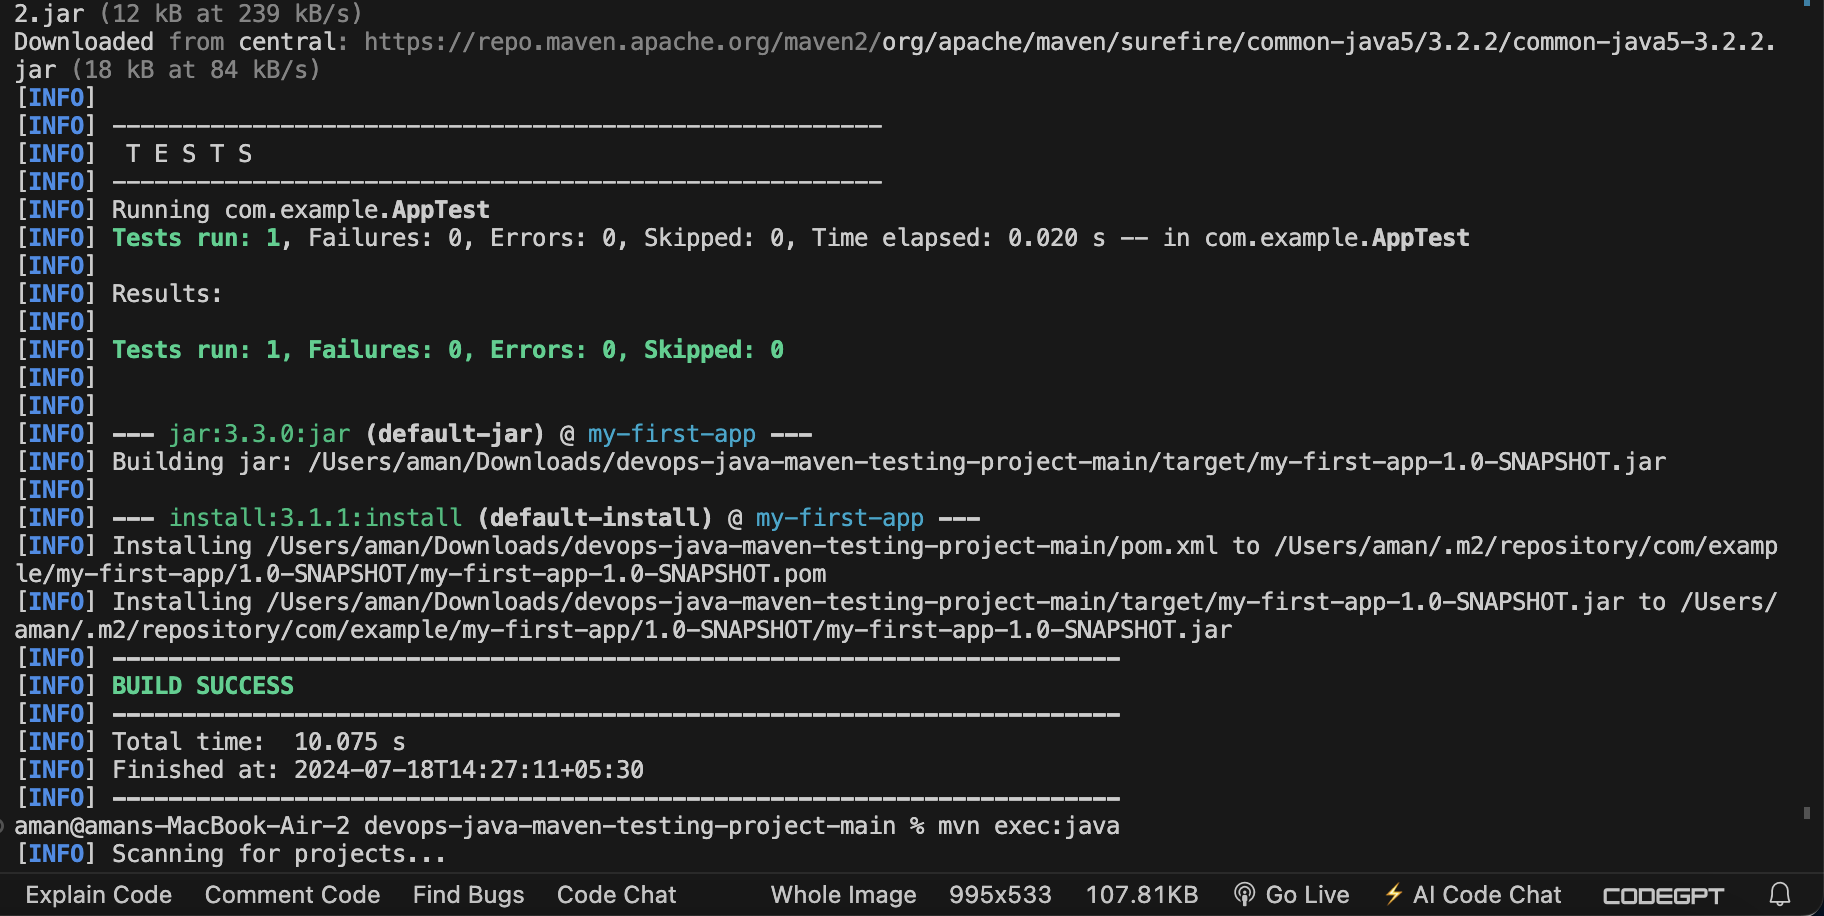 2.jar (12 kB at 239 kB/s)
Downloaded from central: https://repo.maven.apache.org/maven2/org/apache/maven/surefire/common-java5/3.2.2/common-java5-3.2.2.
jar (18 kB at 84 kB/s)
[INFO]
[INFO] -------------------------------------------------------
[INFO]  T E S T S
[INFO] -------------------------------------------------------
[INFO] Running com.example.AppTest
[INFO] Tests run: 1, Failures: 0, Errors: 0, Skipped: 0, Time elapsed: 0.020 s -- in com.example.AppTest
[INFO]
[INFO] Results:
[INFO]
[INFO] Tests run: 1, Failures: 0, Errors: 0, Skipped: 0
[INFO]
[INFO]
[INFO] --- jar:3.3.0:jar (default-jar) @ my-first-app ---
[INFO] Building jar: /Users/aman/Downloads/devops-java-maven-testing-project-main/target/my-first-app-1.0-SNAPSHOT.jar
[INFO]
[INFO] --- install:3.1.1:install (default-install) @ my-first-app ---
[INFO] Installing /Users/aman/Downloads/devops-java-maven-testing-project-main/pom.xml to /Users/aman/.m2/repository/com/examp
le/my-first-app/1.0-SNAPSHOT/my-first-app-1.0-SNAPSHOT.pom
[INFO] Installing /Users/aman/Downloads/devops-java-maven-testing-project-main/target/my-first-app-1.0-SNAPSHOT.jar to /Users/
aman/.m2/repository/com/example/my-first-app/1.0-SNAPSHOT/my-first-app-1.0-SNAPSHOT.jar
[INFO] ------------------------------------------------------------------------
[INFO] BUILD SUCCESS
[INFO] ------------------------------------------------------------------------
[INFO] Total time:  10.075 s
[INFO] Finished at: 2024-07-18T14:27:11+05:30
[INFO] ------------------------------------------------------------------------
aman@amans-MacBook-Air-2 devops-java-maven-testing-project-main % mvn exec:java
[INFO] Scanning for projects...
Explain Code Comment Code Find Bugs Code Chat Whole Image 995x533 107.81KB Go Live AI Code Chat CODEGPT